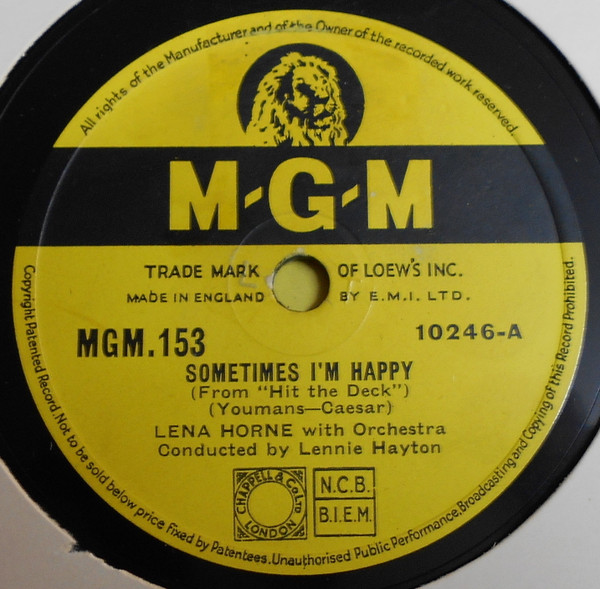 All rights of the Manufacturer and of the Owner of the recorded work reserved.
M-G-M
TRADE MARK OF LOEW'S INC.
MADE IN ENGLAND BY E.M.I. LTD.
MGM.153
10246-A
SOMETIMES I'M HAPPY
(From "Hit the Deck")
(Youmans—Caesar)
LENA HORNE with Orchestra
Conducted by Lennie Hayton
CHAPPELL & Co LTD
LONDON
N.C.B.
B.I.E.M.
Copyright Patented Record. Not to be sold below price Fixed by Patentees. Unauthorised Public Performance, Broadcasting and Copying of this Record Prohibited.